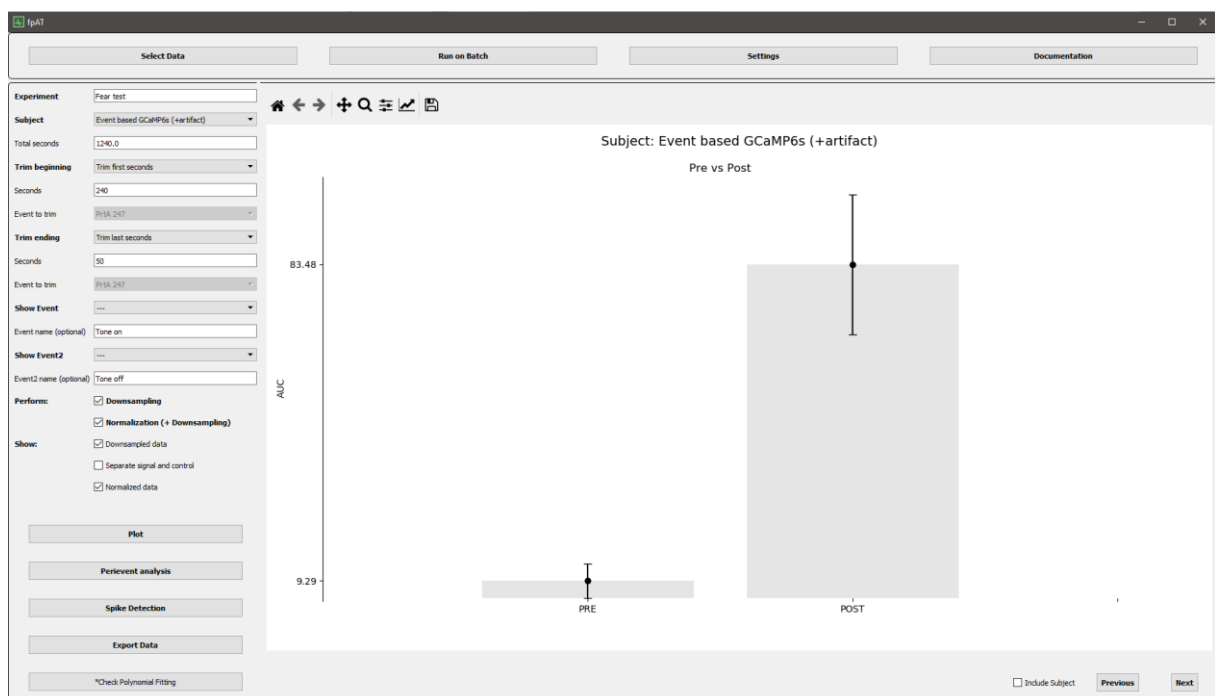 fpAT
Select Data
Run on Batch
Settings
Documentation
Experiment
Fear test
Subject
Event based GCaMP6s (+artifact)
Total seconds
1240.0
Trim beginning
Trim first seconds
Seconds
240
Event to trim
PrtA 247
Trim ending
Trim last seconds
Seconds
50
Event to trim
PrtA 247
Show Event
---
Event name (optional)
Tone on
Show Event2
---
Event2 name (optional)
Tone off
Perform:
Downsampling
Normalization (+ Downsampling)
Show:
Downsampled data
Separate signal and control
Normalized data
Plot
Perievent analysis
Spike Detection
Export Data
*Check Polynomial Fitting
Subject: Event based GCaMP6s (+artifact)
Pre vs Post
83.48
AUC
9.29
PRE
POST
Include Subject
Previous
Next